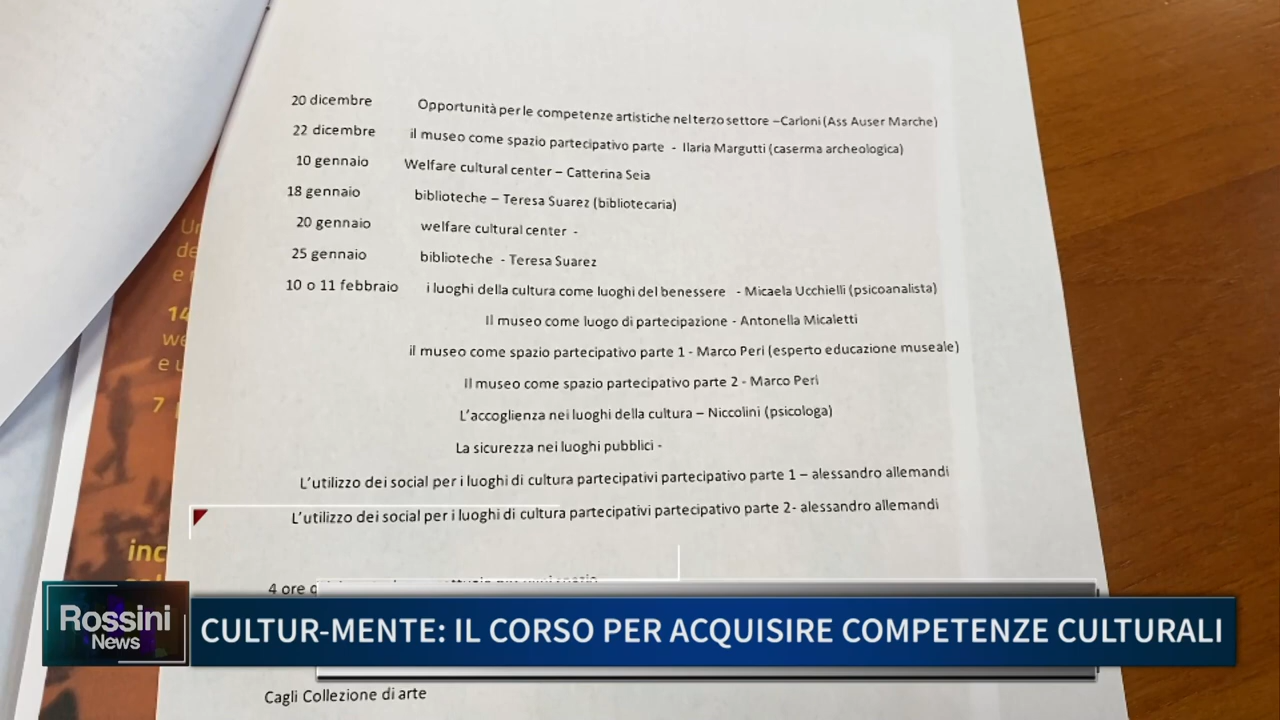 20 dicembre Opportunità per le competenze artistiche nel terzo settore –Carloni (Ass Auser Marche)
22 dicembre il museo come spazio partecipativo parte - Ilaria Margutti (caserma archeologica)
10 gennaio Welfare cultural center – Catterina Seia
18 gennaio biblioteche – Teresa Suarez (bibliotecaria)
20 gennaio welfare cultural center -
25 gennaio biblioteche - Teresa Suarez
10 o 11 febbraio i luoghi della cultura come luoghi del benessere - Micaela Ucchielli (psicoanalista)
Il museo come luogo di partecipazione - Antonella Micaletti
il museo come spazio partecipativo parte 1 - Marco Peri (esperto educazione museale)
Il museo come spazio partecipativo parte 2 - Marco Peri
L'accoglienza nei luoghi della cultura – Niccolini (psicologa)
La sicurezza nei luoghi pubblici -
L'utilizzo dei social per i luoghi di cultura partecipativi partecipativo parte 1 – alessandro allemandi
L'utilizzo dei social per i luoghi di cultura partecipativi partecipativo parte 2- alessandro allemandi
14
7
inc
4 ore
Rossini
News
CULTUR-MENTE: IL CORSO PER ACQUISIRE COMPETENZE CULTURALI
Cagli Collezione di arte